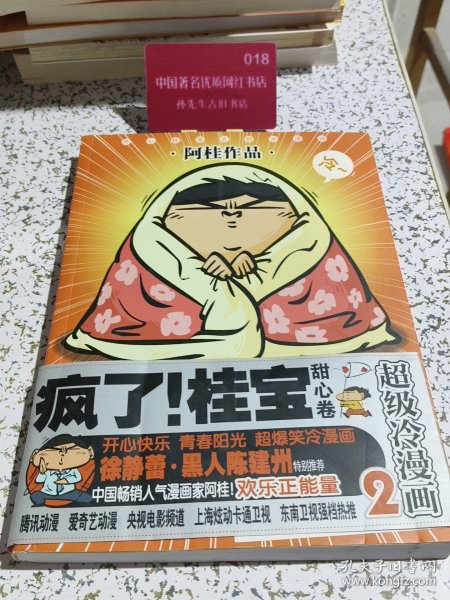 018
中国著名优质网红书店
孙先生古旧书店
·阿桂作品·
冷~
疯了!桂宝
甜心卷
超级冷漫画
2
开心快乐 青春阳光 超爆笑冷漫画
徐静蕾·黑人陈建州特别推荐
中国畅销人气漫画家阿桂!欢乐正能量
腾讯动漫 爱奇艺动漫 央视电影频道 上海炫动卡通卫视 东南卫视强档热推
孔夫子旧书网
www.kongfz.com